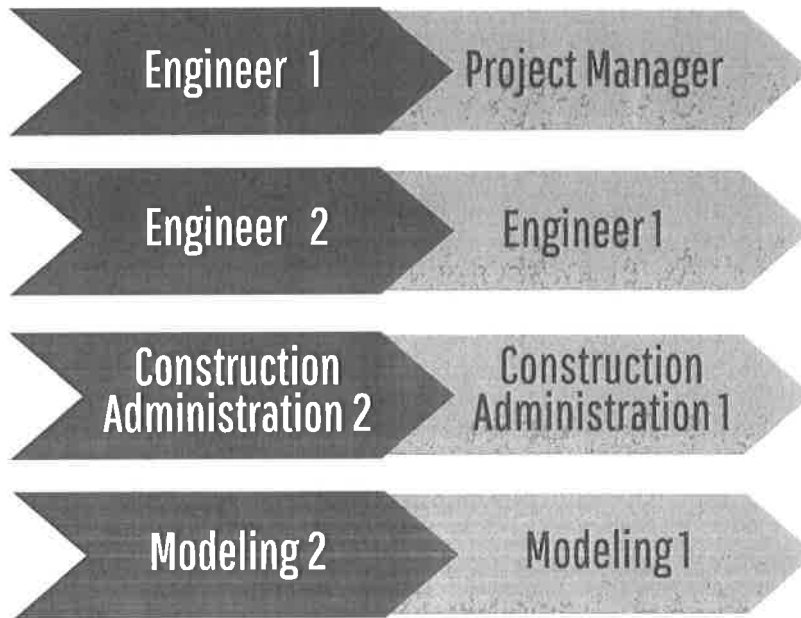 Engineer 1
Project Manager
Engineer 2
Engineer 1
Construction
Administration 2
Construction
Administration 1
Modeling 2
Modeling 1